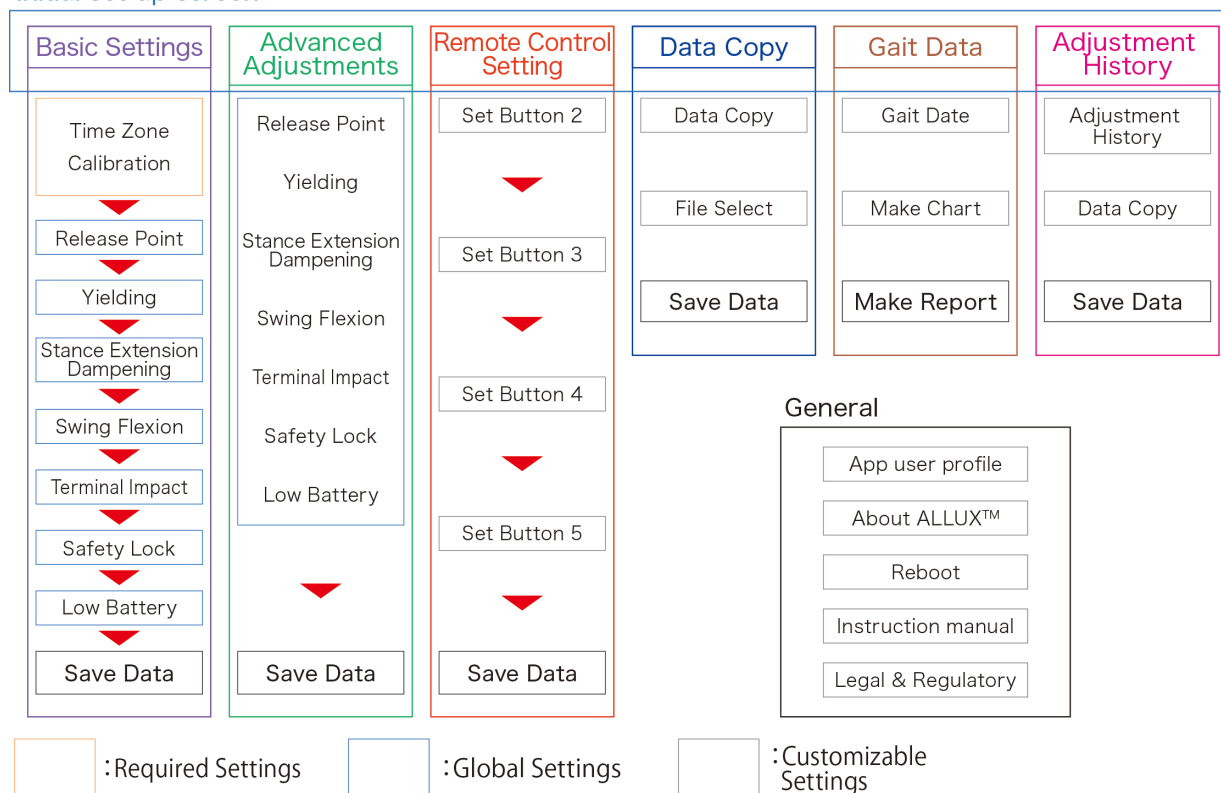 Basic Settings
Time Zone
Calibration
Release Point
Yielding
Stance Extension
Dampening
Swing Flexion
Terminal Impact
Safety Lock
Low Battery
Save Data
Advanced
Adjustments
Release Point
Yielding
Stance Extension
Dampening
Swing Flexion
Terminal Impact
Safety Lock
Low Battery
Save Data
Remote Control
Setting
Set Button 2
Set Button 3
Set Button 4
Set Button 5
Save Data
Data Copy
Data Copy
File Select
Save Data
Gait Data
Gait Date
Make Chart
Make Report
Adjustment
History
Adjustment
History
Data Copy
Save Data
General
App user profile
About ALLUX™
Reboot
Instruction manual
Legal & Regulatory
:Required Settings
:Global Settings
:Customizable
Settings